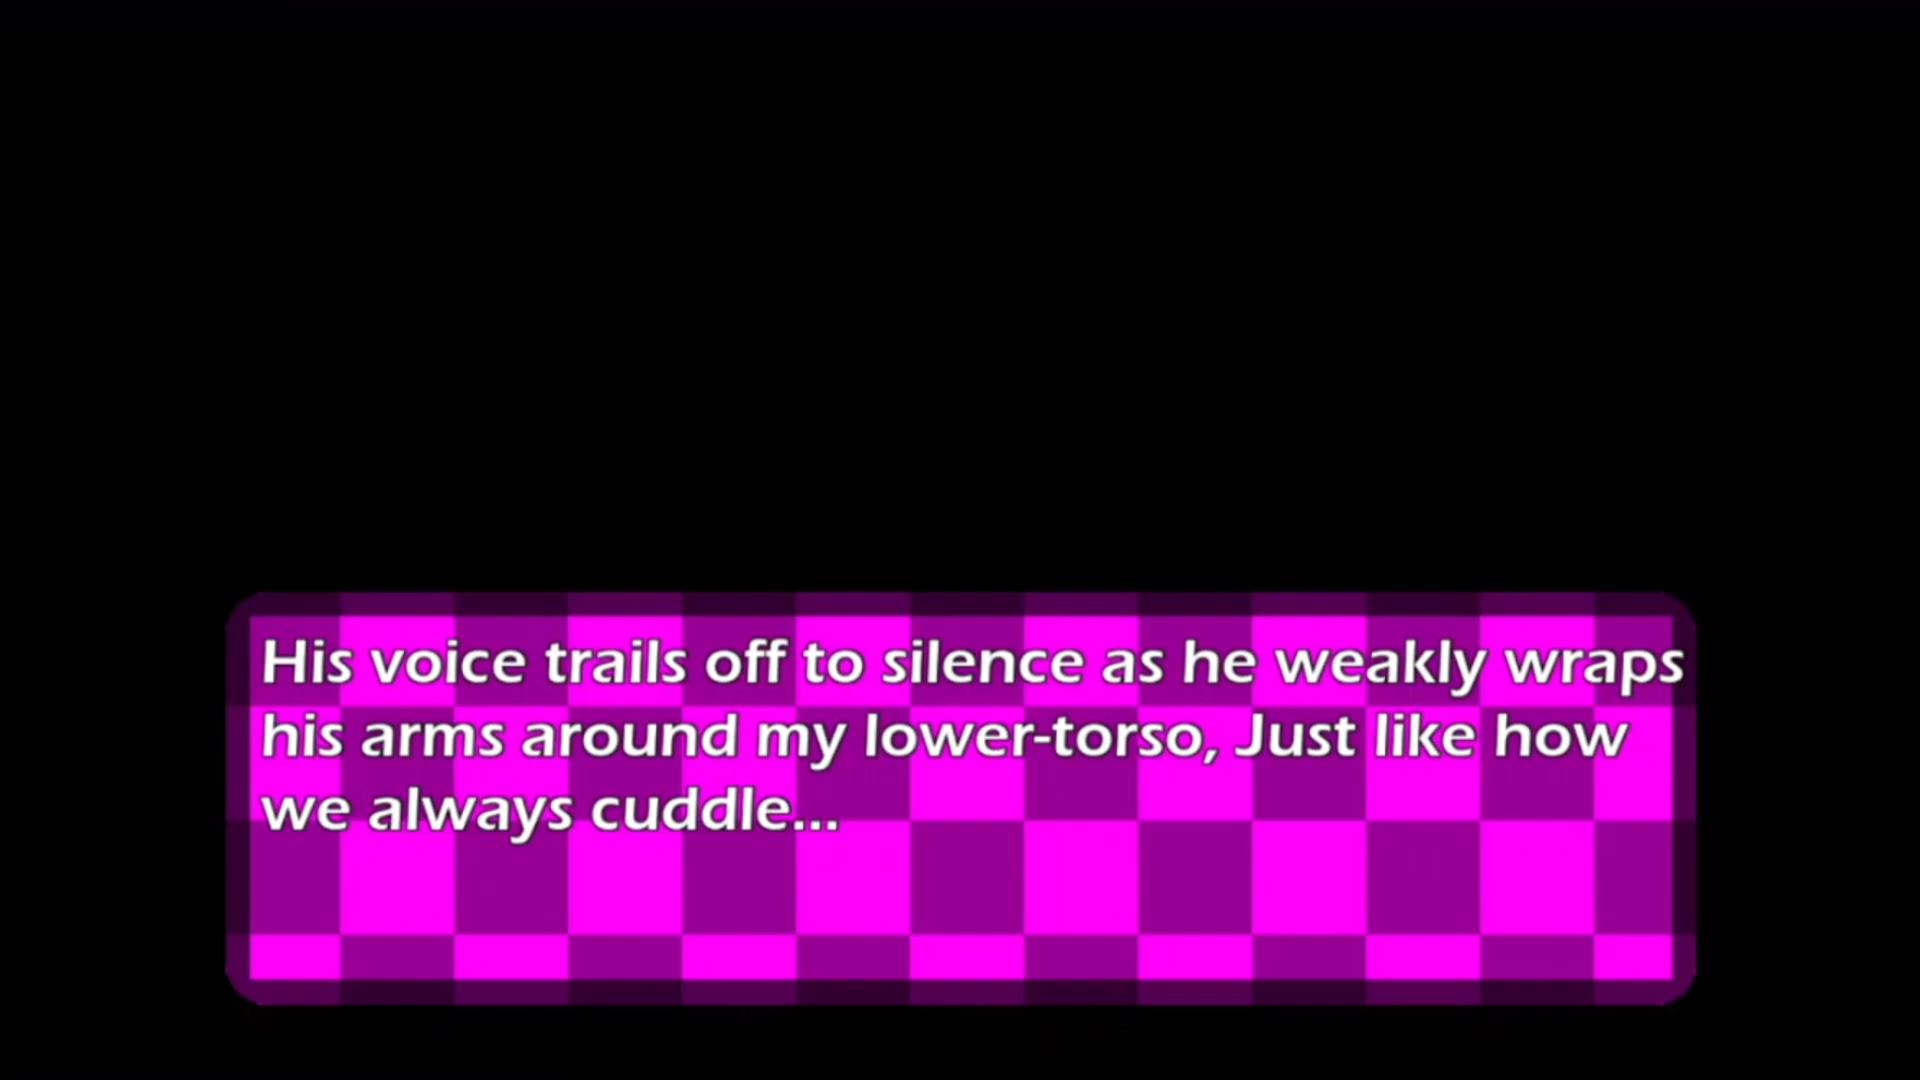 His voice trails off to silence as he weakly wraps
his arms around my lower-torso, Just like how
we always cuddle...